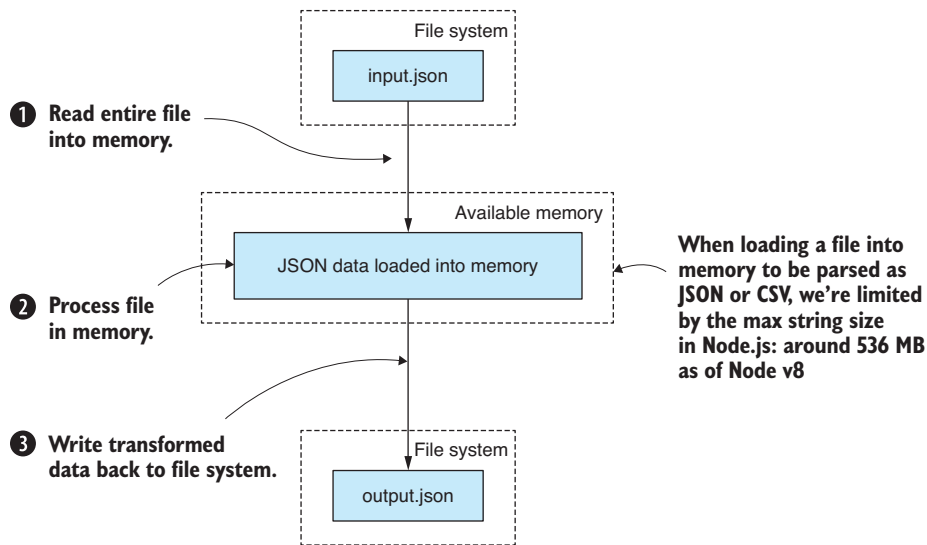 File system
input.json
1 Read entire file
into memory.
Available memory
JSON data loaded into memory
When loading a file into
memory to be parsed as
JSON or CSV, we’re limited
by the max string size
in Node.js: around 536 MB
as of Node v8
2 Process file
in memory.
3 Write transformed
data back to file system.
File system
output.json